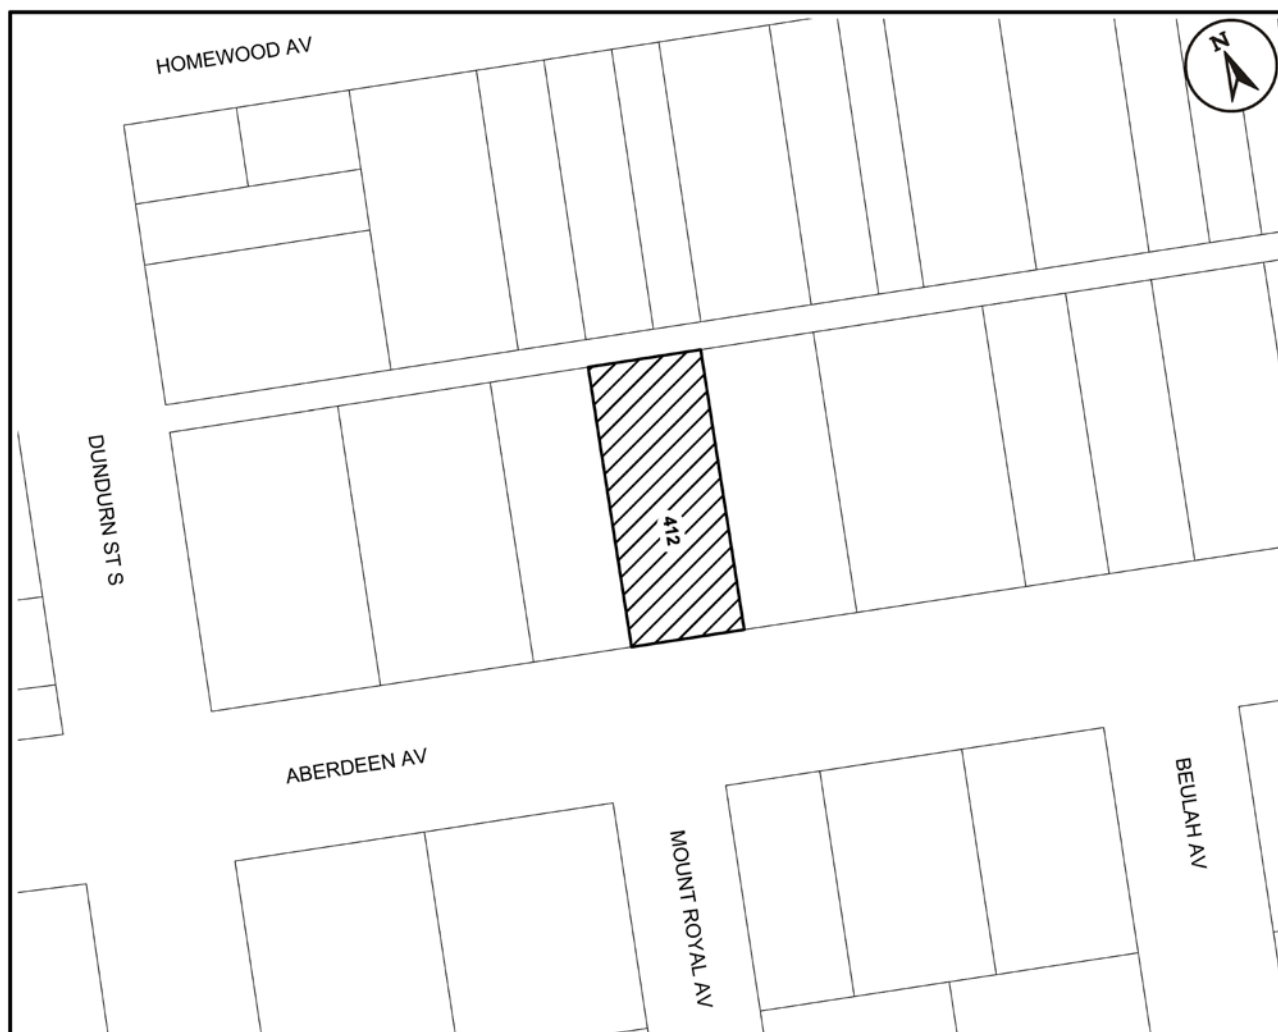 HOMEWOOD AV
N
DUNDURN ST S
412
ABERDEEN AV
MOUNT ROYAL AV
BEULAH AV